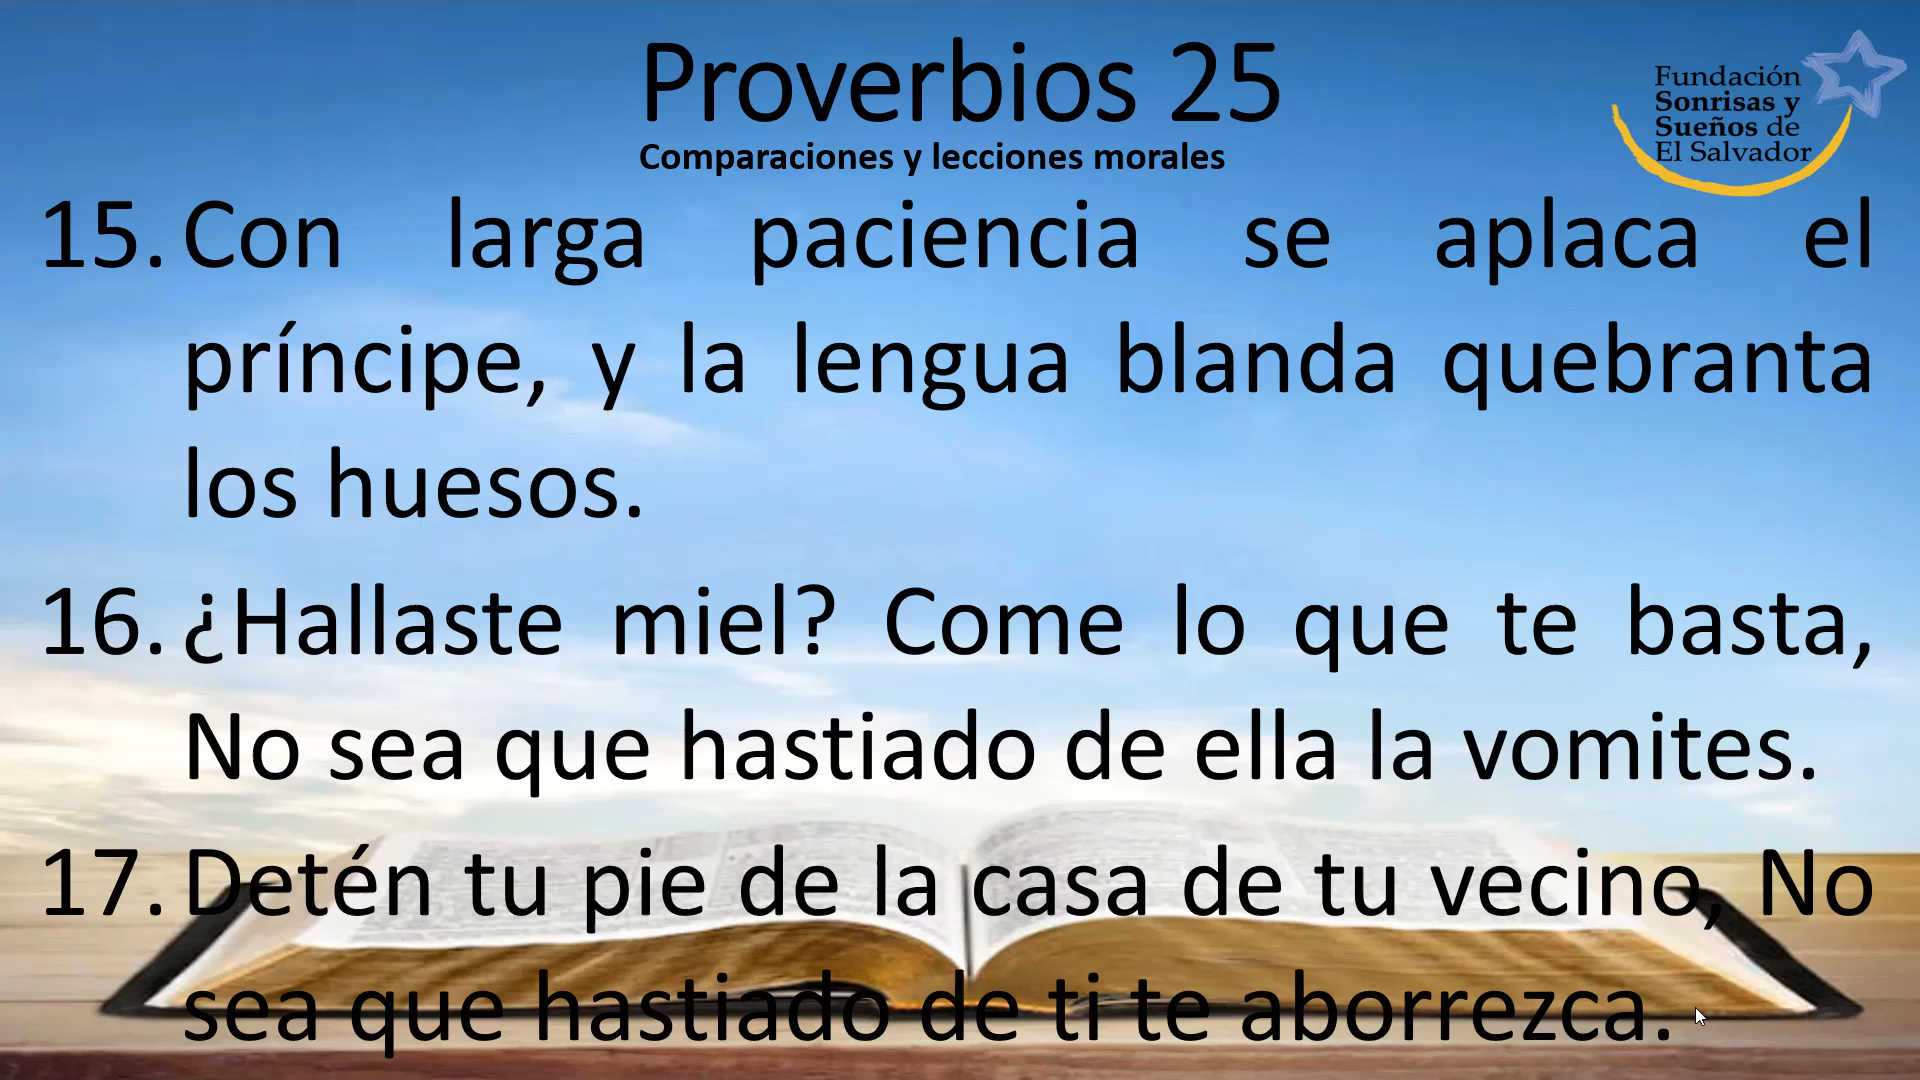 Proverbios 25
Comparaciones y lecciones morales
Fundación
Sonrisas y
Sueños de
El Salvador
15. Con larga paciencia se aplaca el
príncipe, y la lengua blanda quebranta
los huesos.
16. ¿Hallaste miel? Come lo que te basta,
No sea que hastiado de ella la vomites.
17. Detén tu pie de la casa de tu vecino, No
sea que hastiado de ti te aborrezca.